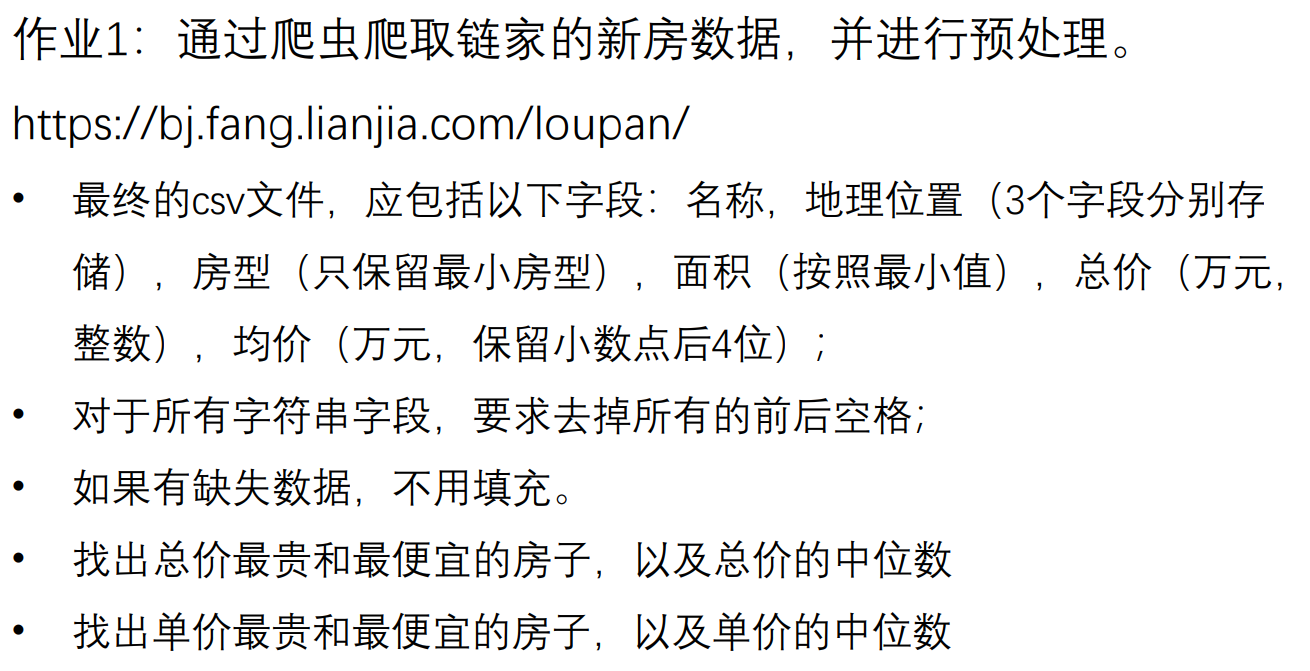 作业1：通过爬虫爬取链家的新房数据，并进行预处理。
https://bj.fang.lianjia.com/loupan/
• 最终的csv文件，应包括以下字段：名称，地理位置（3个字段分别存
储），房型（只保留最小房型），面积（按照最小值），总价（万元，
整数），均价（万元，保留小数点后4位）；
• 对于所有字符串字段，要求去掉所有的前后空格；
• 如果有缺失数据，不用填充。
• 找出总价最贵和最便宜的房子，以及总价的中位数
• 找出单价最贵和最便宜的房子，以及单价的中位数